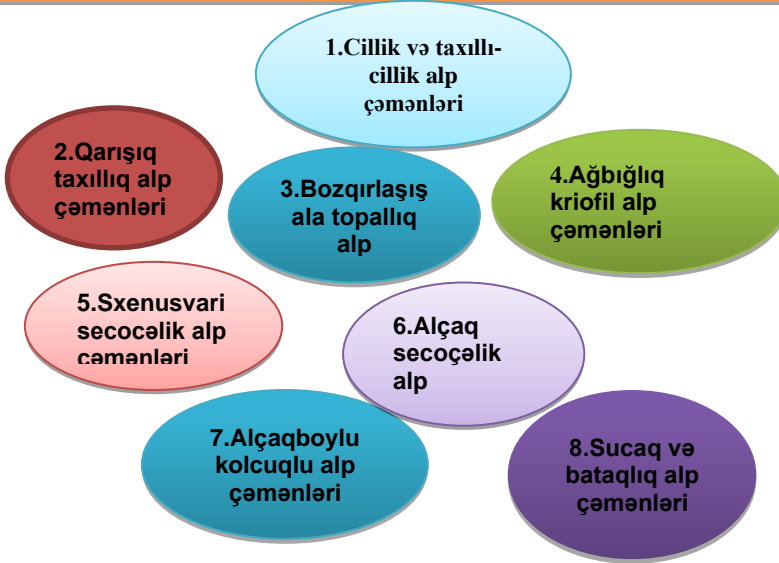 1.Cillik və taxıllı-
cillik alp
çəmənləri
2.Qarışıq
taxıllıq alp
çəmənləri
3.Bozqırlaşış
ala topallıq
alp
4.Ağbığlıq
kriofil alp
çəmənləri
5.Sxenusvari
secocəlik alp
çəmənləri
6.Alçaq
secoçəlik
alp
7.Alçaqboylu
kolcuqlu alp
çəmənləri
8.Sucaq və
bataqlıq alp
çəmənləri